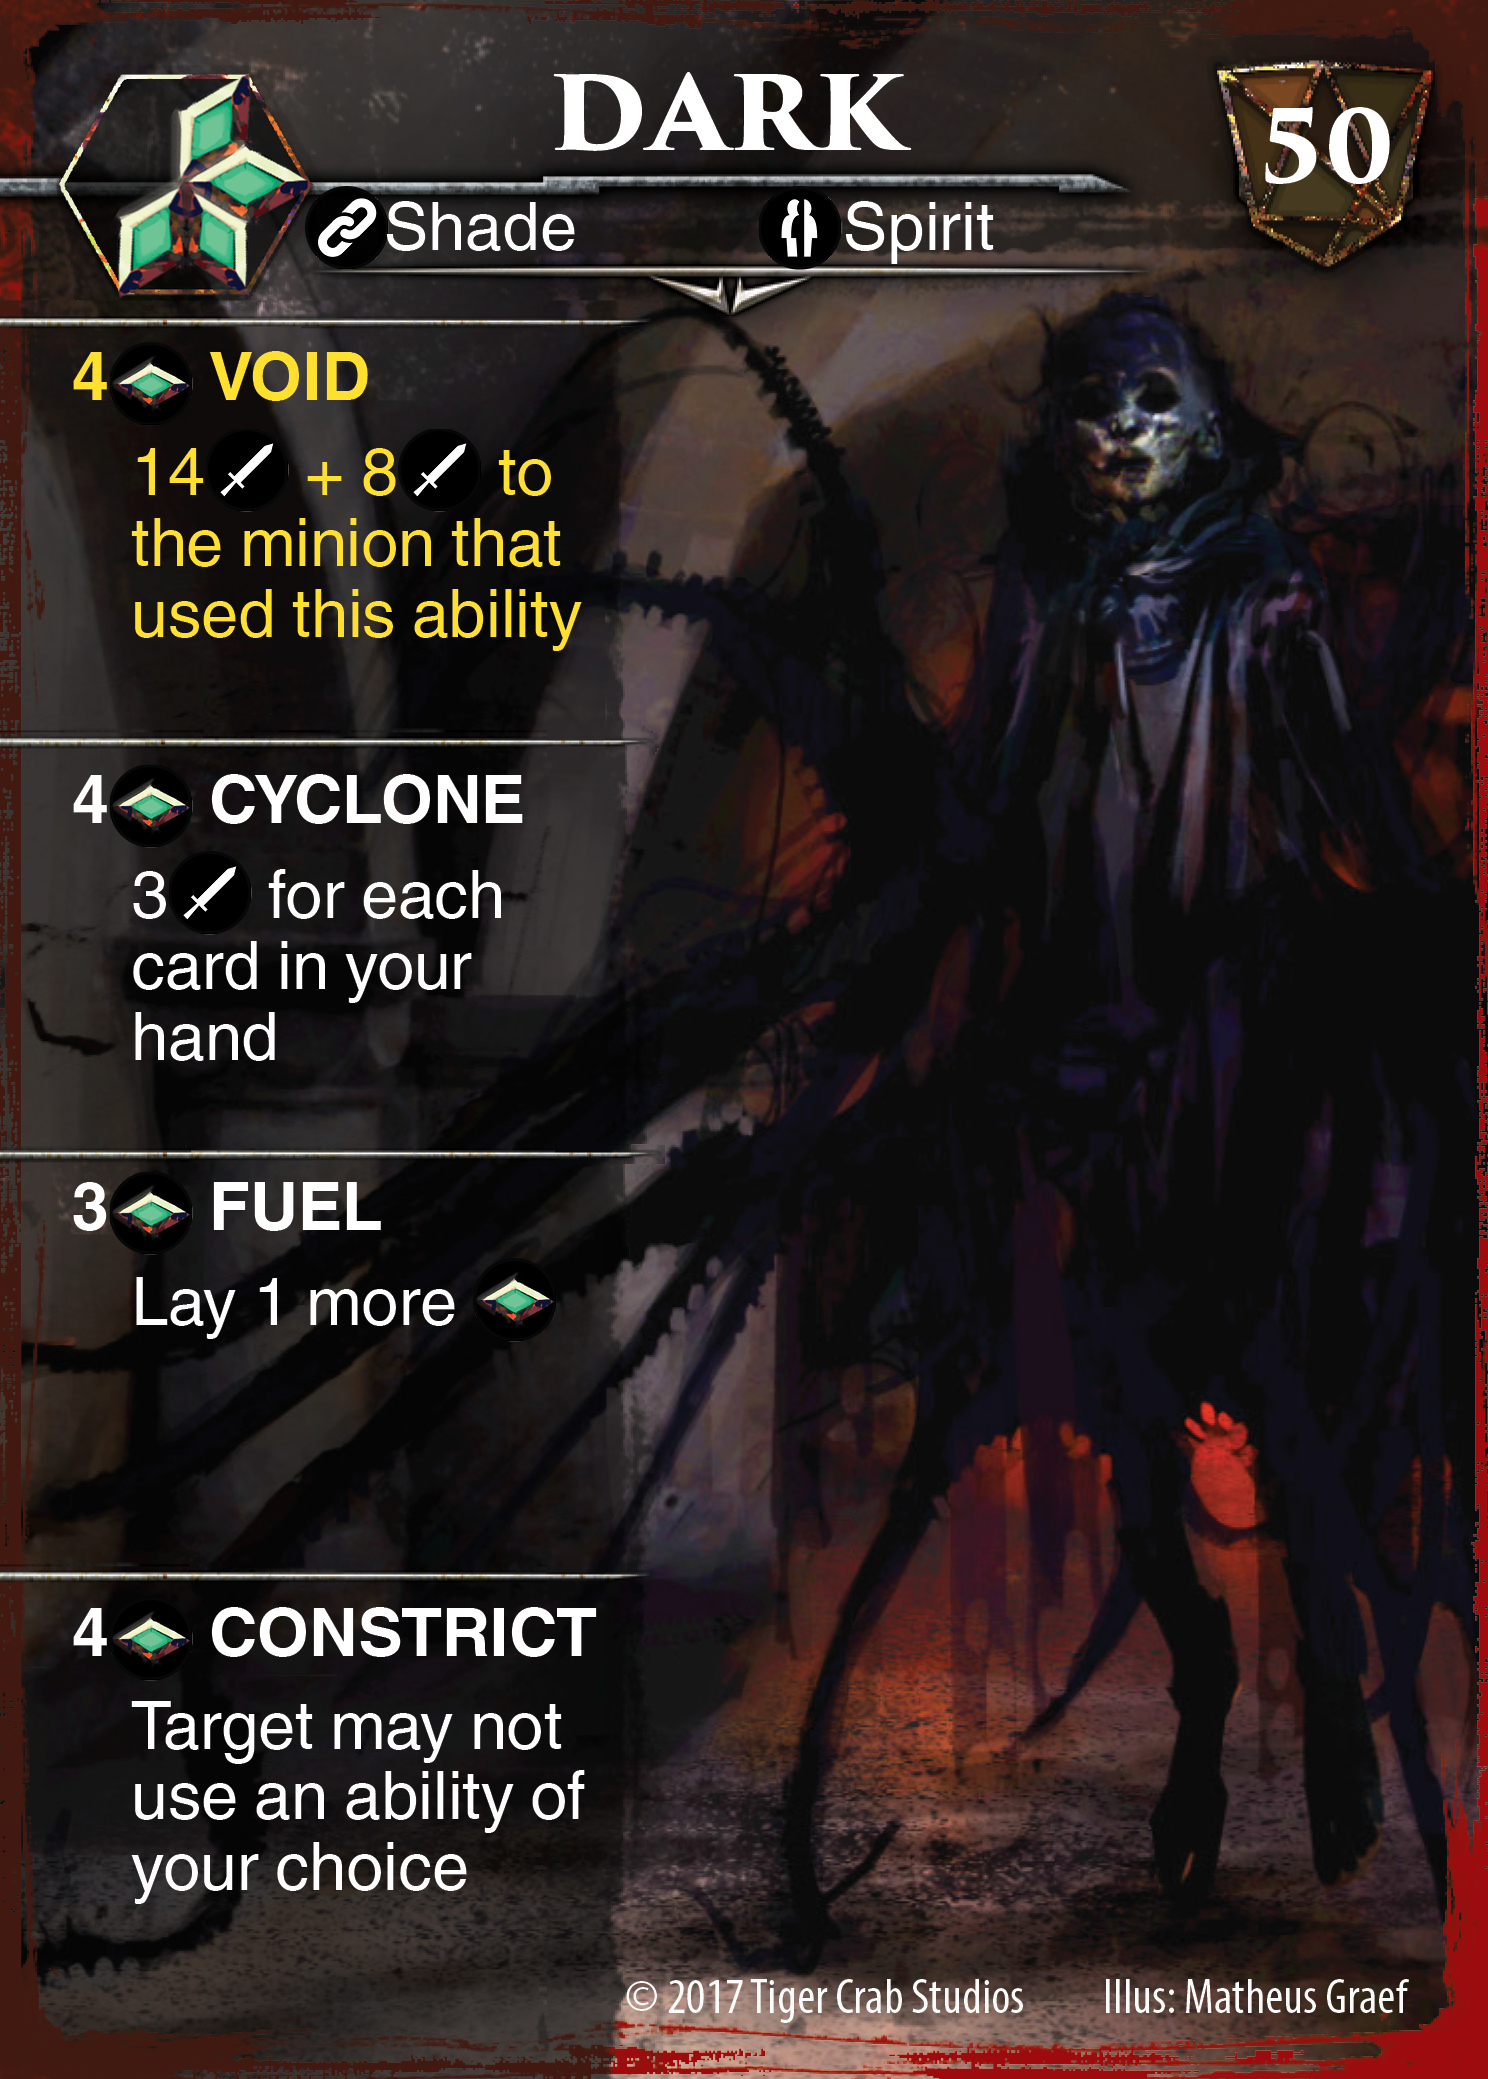 DARK
50
Shade
Spirit
4 VOID
14 + 8 to
the minion that
used this ability
4 CYCLONE
3 for each
card in your
hand
3 FUEL
Lay 1 more
4 CONSTRICT
Target may not
use an ability of
your choice
© 2017 Tiger Crab Studios
Illus: Matheus Graef